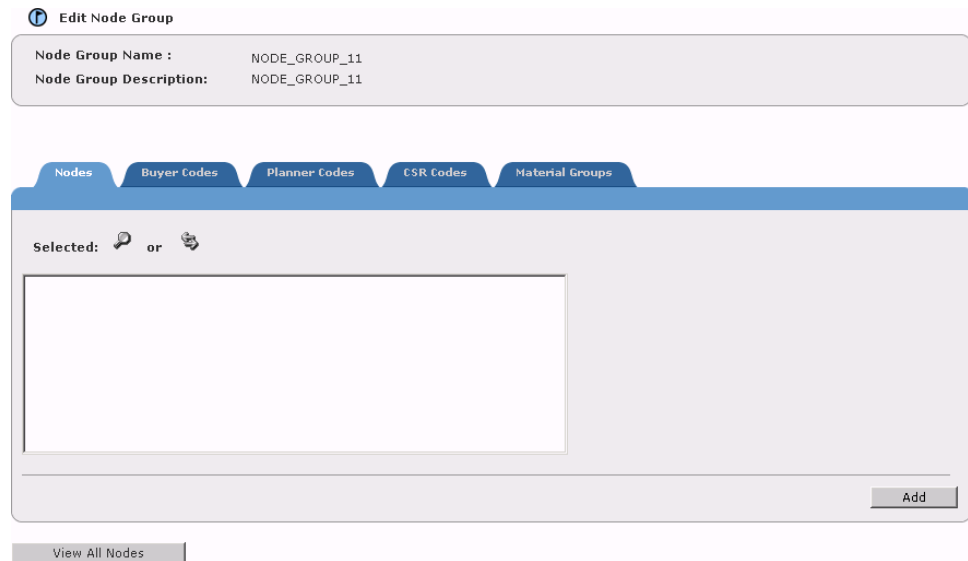 Edit Node Group
Node Group Name : NODE_GROUP_11
Node Group Description: NODE_GROUP_11
Nodes Buyer Codes Planner Codes CSR Codes Material Groups
Selected: or
Add
View All Nodes